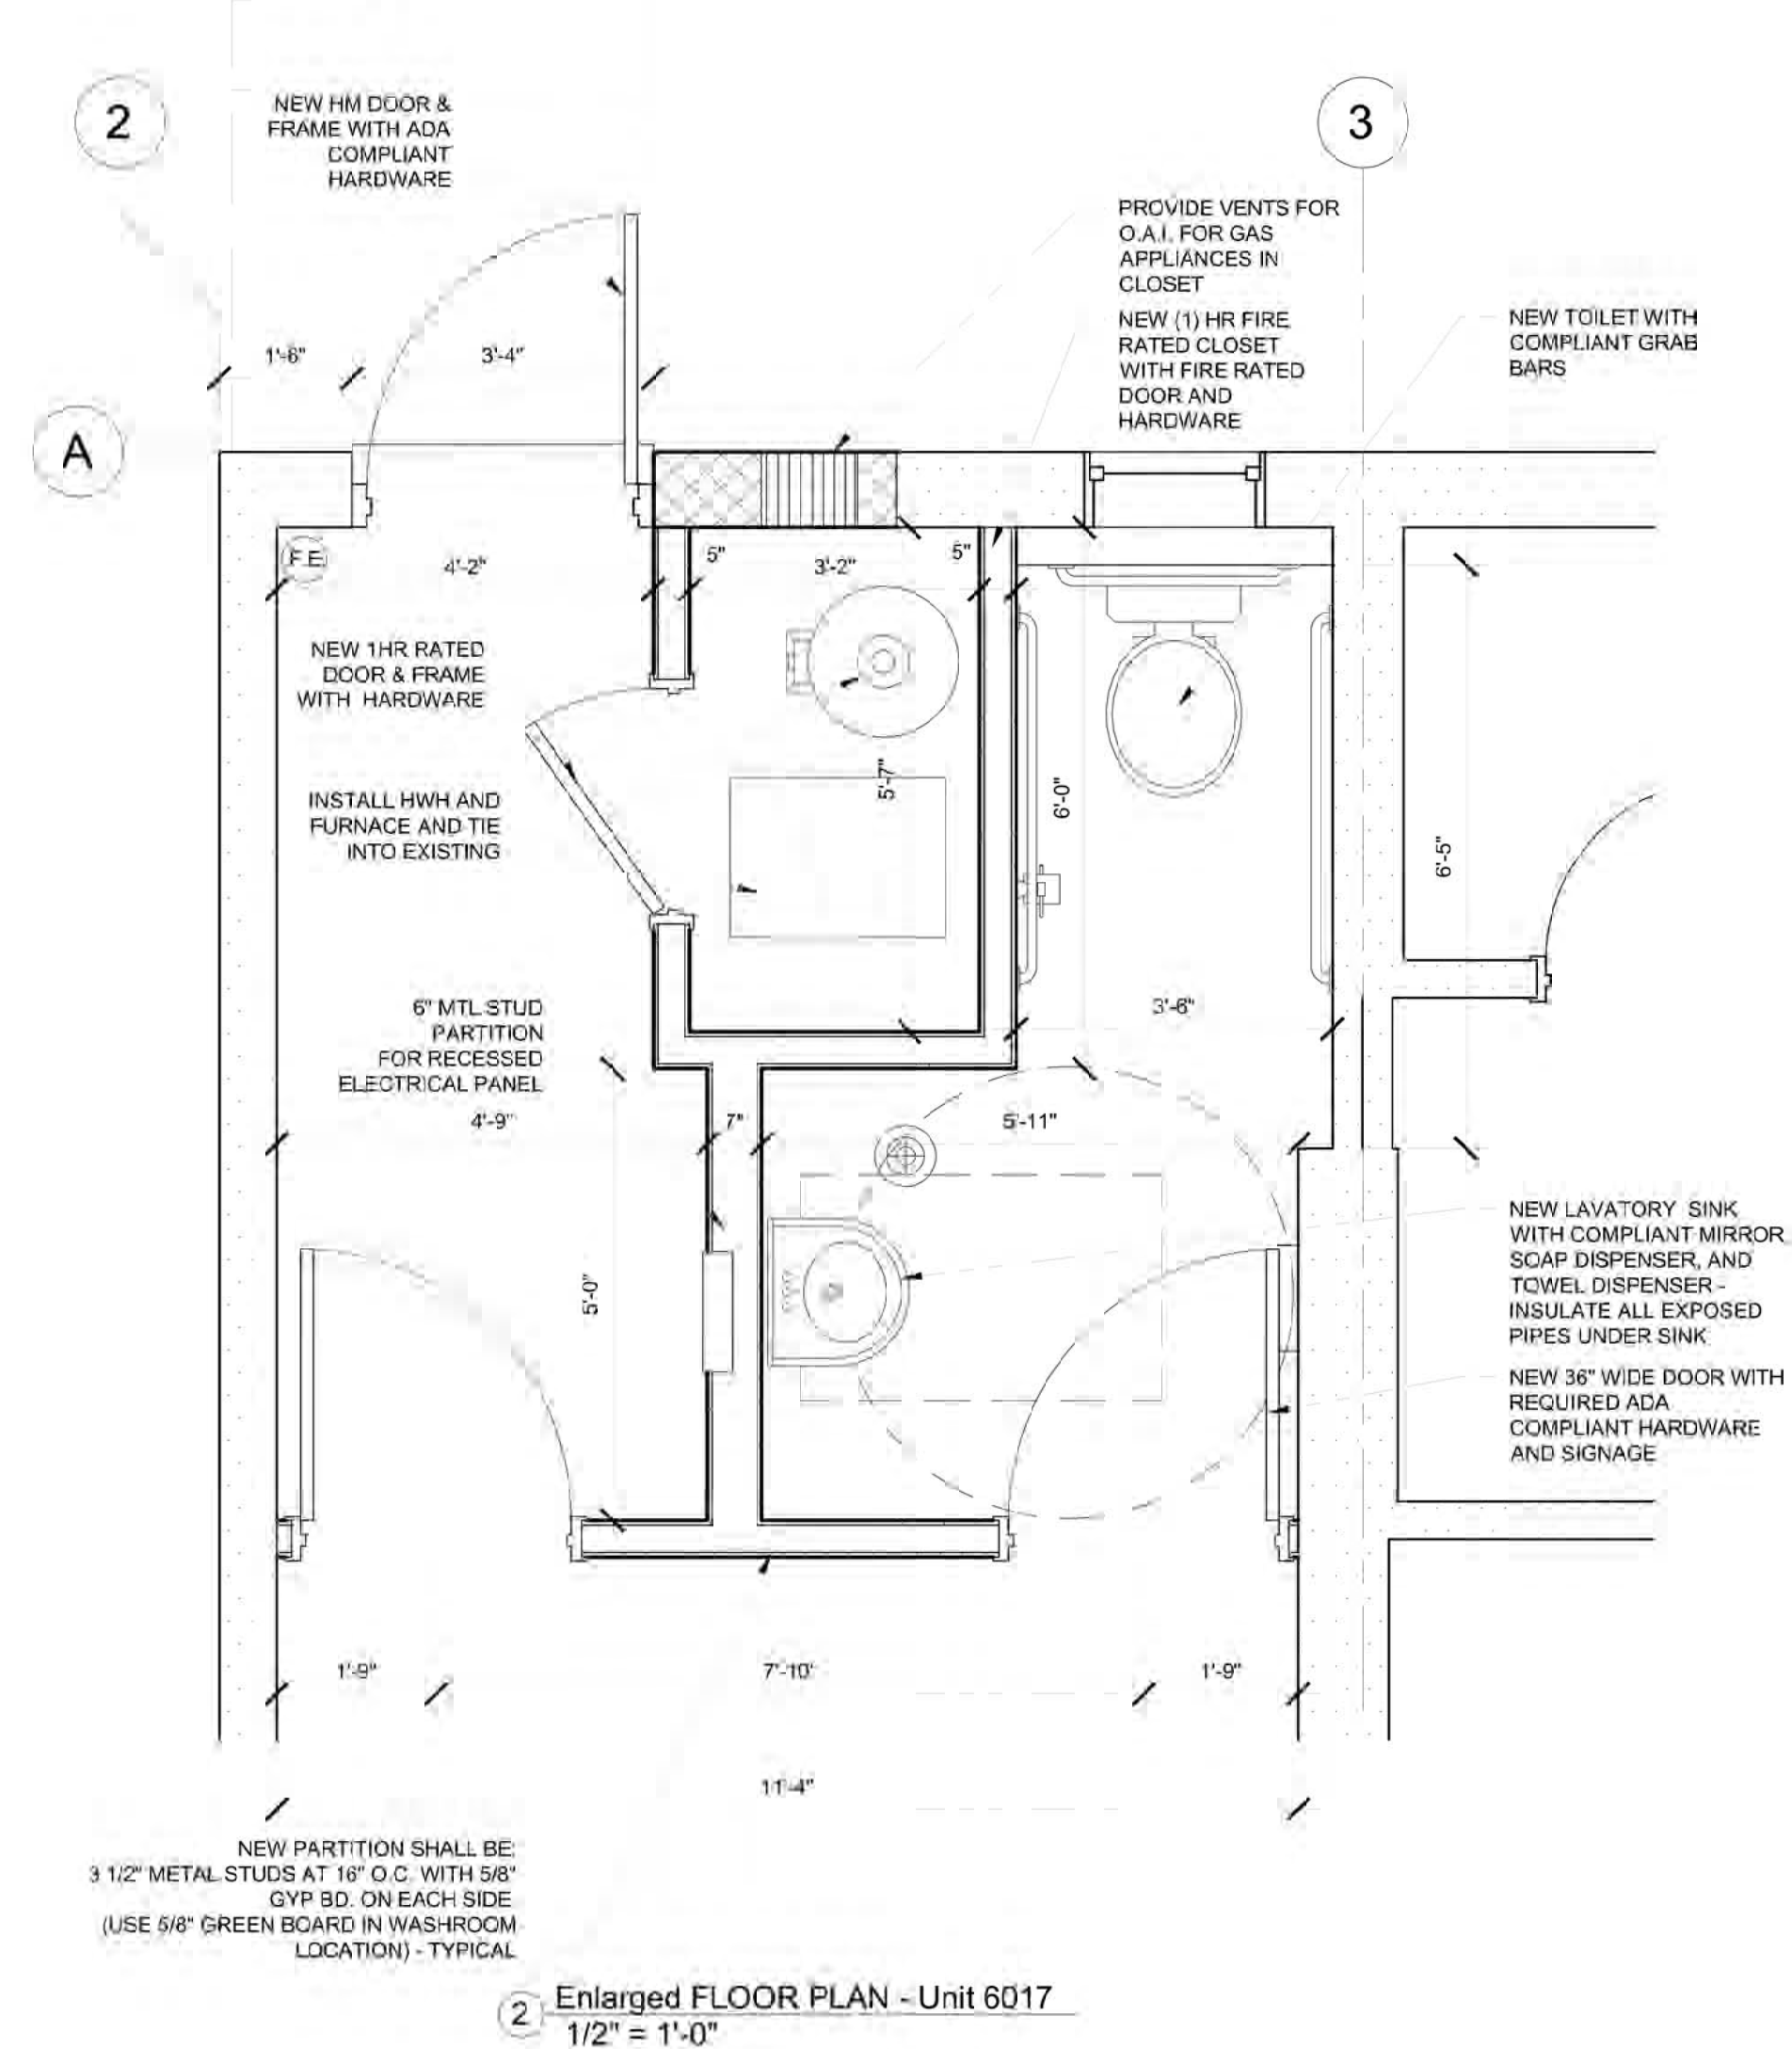 2
NEW HM DOOR &
FRAME WITH ADA
COMPLIANT
HARDWARE
3
PROVIDE VENTS FOR
O.A.I. FOR GAS
APPLIANCES IN
CLOSET
NEW (1) HR FIRE
RATED CLOSET
WITH FIRE RATED
DOOR AND
HARDWARE
NEW TOILET WITH
COMPLIANT GRAB
BARS
1'-6"
3'-4"
A
F.E.
4'-2"
5"
3'-2"
5"
NEW 1HR RATED
DOOR & FRAME
WITH HARDWARE
INSTALL HWH AND
FURNACE AND TIE
INTO EXISTING
5'-7"
6'-0"
6'-5"
6" MTL STUD
PARTITION
FOR RECESSED
ELECTRICAL PANEL
3'-6"
4'-9"
7"
5'-11"
5'-0"
NEW LAVATORY SINK
WITH COMPLIANT MIRROR
SOAP DISPENSER, AND
TOWEL DISPENSER -
INSULATE ALL EXPOSED
PIPES UNDER SINK
NEW 36" WIDE DOOR WITH
REQUIRED ADA
COMPLIANT HARDWARE
AND SIGNAGE
1'-9"
7'-10"
1'-9"
11'-4"
NEW PARTITION SHALL BE:
3 1/2" METAL STUDS AT 16" O.C. WITH 5/8"
GYP BD. ON EACH SIDE
(USE 5/8" GREEN BOARD IN WASHROOM
LOCATION) - TYPICAL
2
Enlarged FLOOR PLAN - Unit 6017
1/2" = 1'-0"